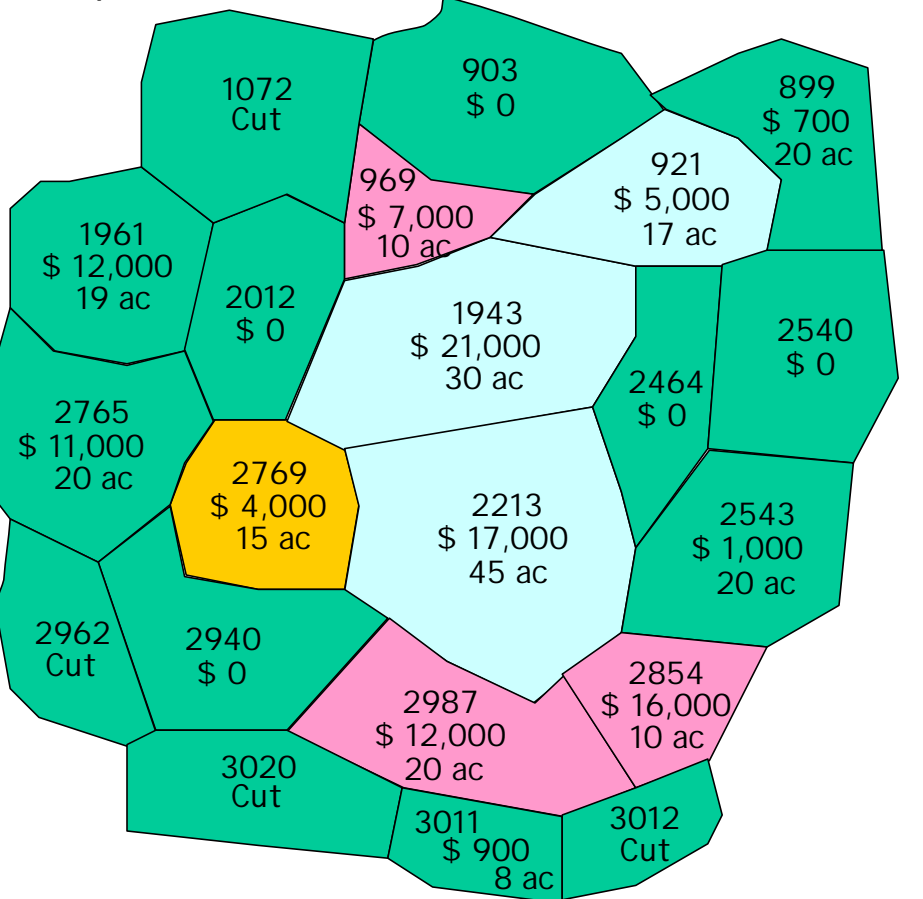 1072
Cut
903
$ 0
899
$ 700
20 ac
969
$ 7,000
10 ac
921
$ 5,000
17 ac
1961
$ 12,000
19 ac
2012
$ 0
1943
$ 21,000
30 ac
2464
$ 0
2540
$ 0
2765
$ 11,000
20 ac
2769
$ 4,000
15 ac
2213
$ 17,000
45 ac
2543
$ 1,000
20 ac
2962
Cut
2940
$ 0
2987
$ 12,000
20 ac
2854
$ 16,000
10 ac
3020
Cut
3011
$ 900
8 ac
3012
Cut